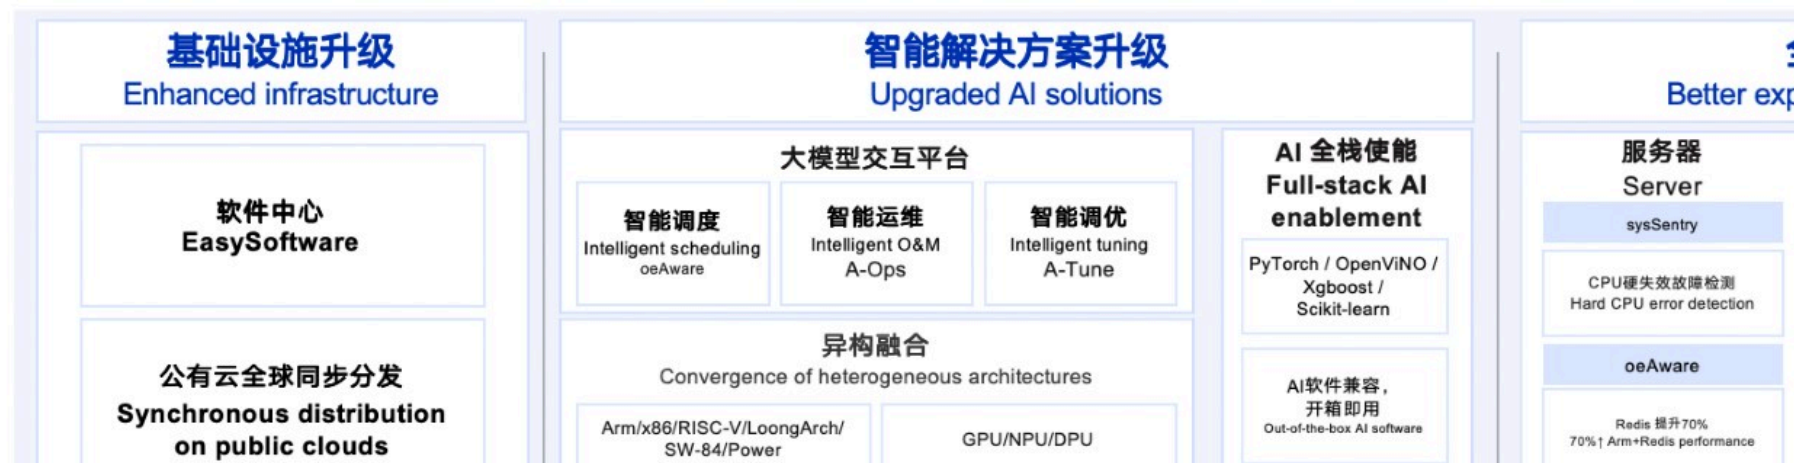 基础设施升级
Enhanced infrastructure
软件中心
EasySoftware
公有云全球同步分发
Synchronous distribution
on public clouds
智能解决方案升级
Upgraded AI solutions
大模型交互平台
智能调度
Intelligent scheduling
oeAware
智能运维
Intelligent O&M
A-Ops
智能调优
Intelligent tuning
A-Tune
异构融合
Convergence of heterogeneous architectures
Arm/x86/RISC-V/LoongArch/
SW-84/Power
GPU/NPU/DPU
AI 全栈使能
Full-stack AI
enablement
PyTorch / OpenViNO /
Xgboost /
Scikit-learn
AI软件兼容，
开箱即用
Out-of-the-box AI software
Better
服务器
Server
sysSentry
CPU硬失效故障检测
Hard CPU error detection
oeAware
Redis 提升70%
70%↑ Arm+Redis performance